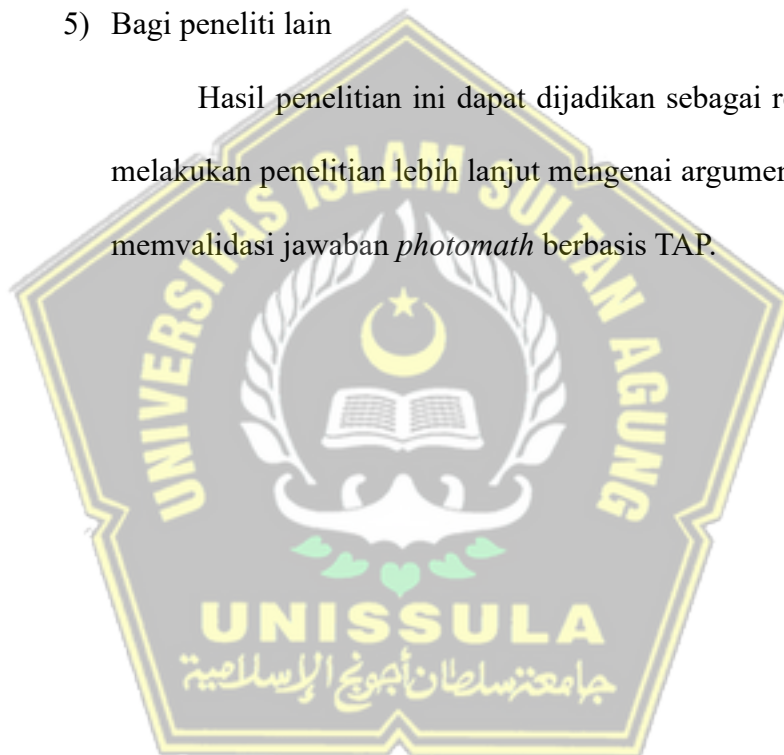 5) Bagi peneliti lain
Hasil penelitian ini dapat dijadikan sebagai
melakukan penelitian lebih lanjut mengenai
memvalidasi jawaban photomath berbasis TAP.
UNIVERSITAS ISLAM SULTAN AGUNG
UNISSULA
جامعة سلطان أجونج الإسلامية